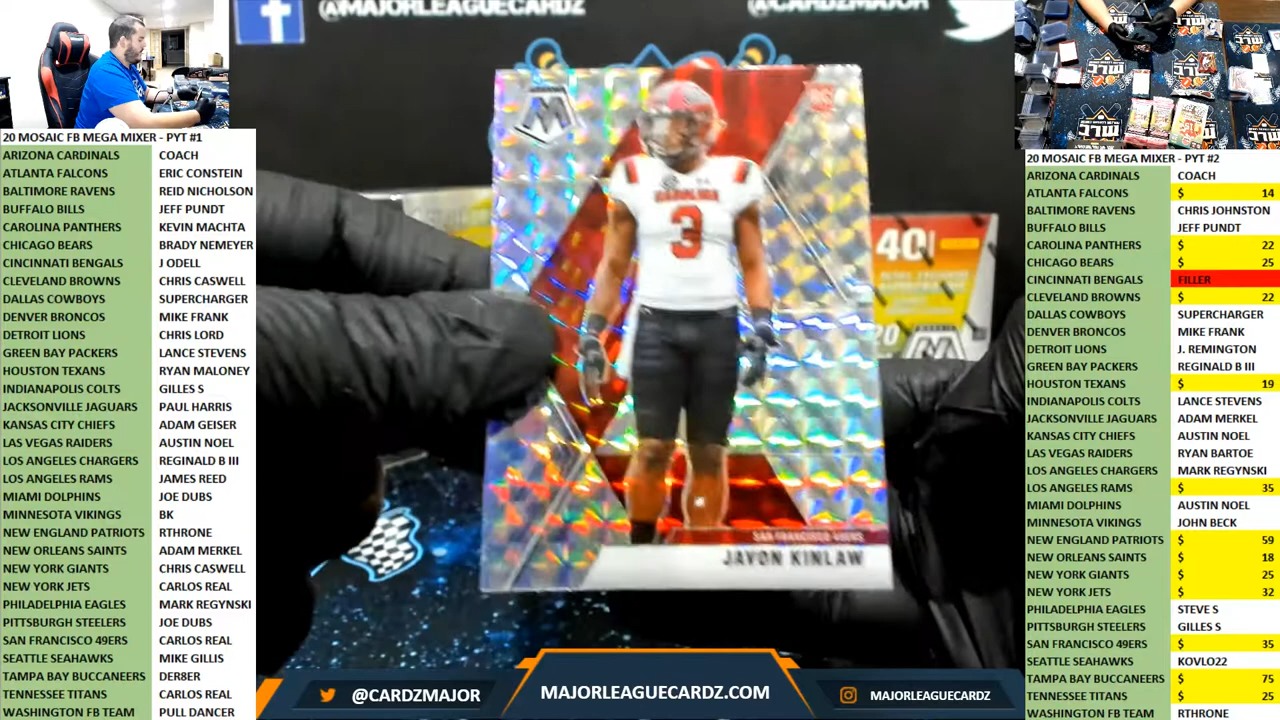 @MAJORLEAGUECARDZ
@CARDZMAJOR
20 MOSAIC FB MEGA MIXER - PYT #1
ARIZONA CARDINALS COACH
ATLANTA FALCONS ERIC CONSTEIN
BALTIMORE RAVENS REID NICHOLSON
BUFFALO BILLS JEFF PUNDT
CAROLINA PANTHERS KEVIN MACHTA
CHICAGO BEARS BRADY NEMEYER
CINCINNATI BENGALS J ODELL
CLEVELAND BROWNS CHRIS CASWELL
DALLAS COWBOYS SUPERCHARGER
DENVER BRONCOS MIKE FRANK
DETROIT LIONS CHRIS LORD
GREEN BAY PACKERS LANCE STEVENS
HOUSTON TEXANS RYAN MALONEY
INDIANAPOLIS COLTS GILLES S
JACKSONVILLE JAGUARS PAUL HARRIS
KANSAS CITY CHIEFS ADAM GEISER
LAS VEGAS RAIDERS AUSTIN NOEL
LOS ANGELES CHARGERS REGINALD B III
LOS ANGELES RAMS JAMES REED
MIAMI DOLPHINS JOE DUBS
MINNESOTA VIKINGS BK
NEW ENGLAND PATRIOTS RTHRONE
NEW ORLEANS SAINTS ADAM MERKEL
NEW YORK GIANTS CHRIS CASWELL
NEW YORK JETS CARLOS REAL
PHILADELPHIA EAGLES MARK REGYNSKI
PITTSBURGH STEELERS JOE DUBS
SAN FRANCISCO 49ERS CARLOS REAL
SEATTLE SEAHAWKS MIKE GILLIS
TAMPA BAY BUCCANEERS DER8ER
TENNESSEE TITANS CARLOS REAL
WASHINGTON FB TEAM PULL DANCER
RC
CAROLINA
3
SAN FRANCISCO 49ERS
JAVON KINLAW
40
20
@CARDZMAJOR
MAJORLEAGUECARDZ.COM
MAJORLEAGUECARDZ
20 MOSAIC FB MEGA MIXER - PYT #2
ARIZONA CARDINALS COACH
ATLANTA FALCONS $ 14
BALTIMORE RAVENS CHRIS JOHNSTON
BUFFALO BILLS JEFF PUNDT
CAROLINA PANTHERS $ 22
CHICAGO BEARS $ 25
CINCINNATI BENGALS FILLER
CLEVELAND BROWNS $ 22
DALLAS COWBOYS SUPERCHARGER
DENVER BRONCOS MIKE FRANK
DETROIT LIONS J. REMINGTON
GREEN BAY PACKERS REGINALD B III
HOUSTON TEXANS $ 19
INDIANAPOLIS COLTS LANCE STEVENS
JACKSONVILLE JAGUARS ADAM MERKEL
KANSAS CITY CHIEFS AUSTIN NOEL
LAS VEGAS RAIDERS RYAN BARTOE
LOS ANGELES CHARGERS MARK REGYNSKI
LOS ANGELES RAMS $ 35
MIAMI DOLPHINS AUSTIN NOEL
MINNESOTA VIKINGS JOHN BECK
NEW ENGLAND PATRIOTS $ 59
NEW ORLEANS SAINTS $ 18
NEW YORK GIANTS $ 25
NEW YORK JETS $ 32
PHILADELPHIA EAGLES STEVE S
PITTSBURGH STEELERS GILLES S
SAN FRANCISCO 49ERS $ 35
SEATTLE SEAHAWKS KOVLO22
TAMPA BAY BUCCANEERS $ 75
TENNESSEE TITANS $ 25
WASHINGTON FB TEAM RTHRONE